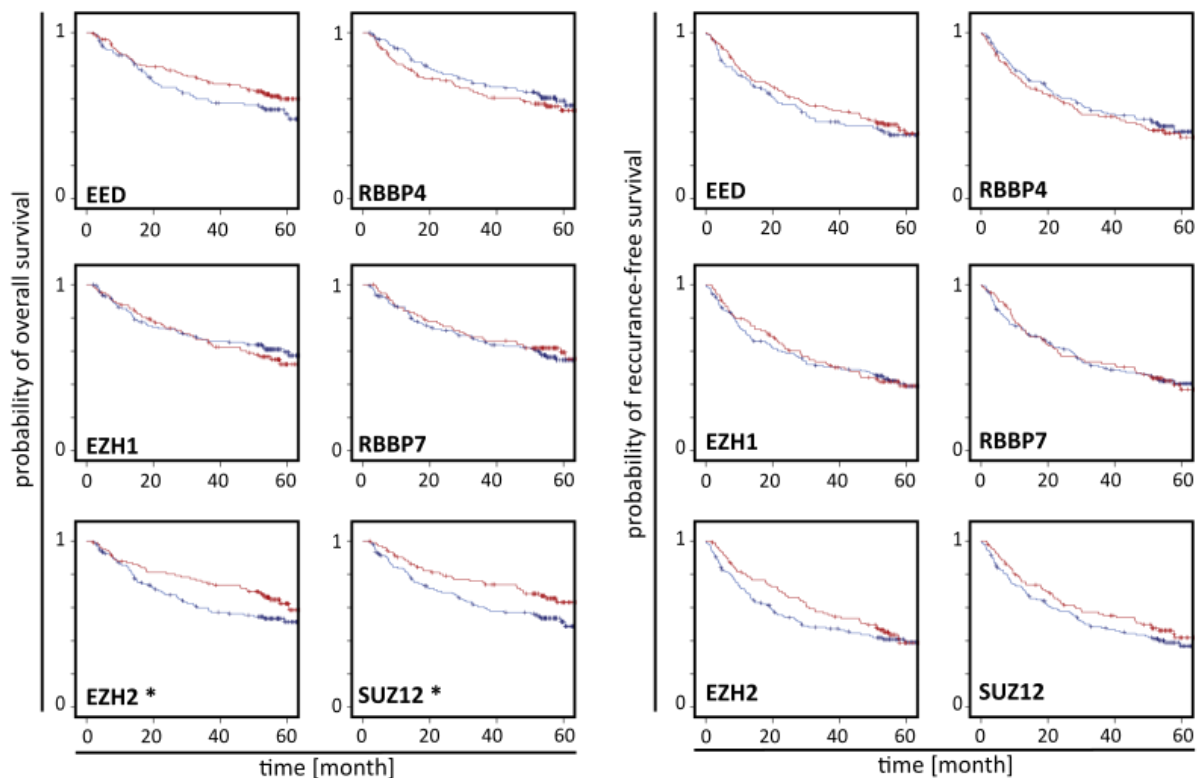 probability of overall survival
1
0
EED
0 20 40 60
1
0
RBBP4
0 20 40 60
1
0
EZH1
0 20 40 60
1
0
RBBP7
0 20 40 60
1
0
EZH2 *
0 20 40 60
1
0
SUZ12 *
0 20 40 60
time [month]
probability of reccurance-free survival
1
0
EED
0 20 40 60
1
0
RBBP4
0 20 40 60
1
0
EZH1
0 20 40 60
1
0
RBBP7
0 20 40 60
1
0
EZH2
0 20 40 60
1
0
SUZ12
0 20 40 60
time [month]